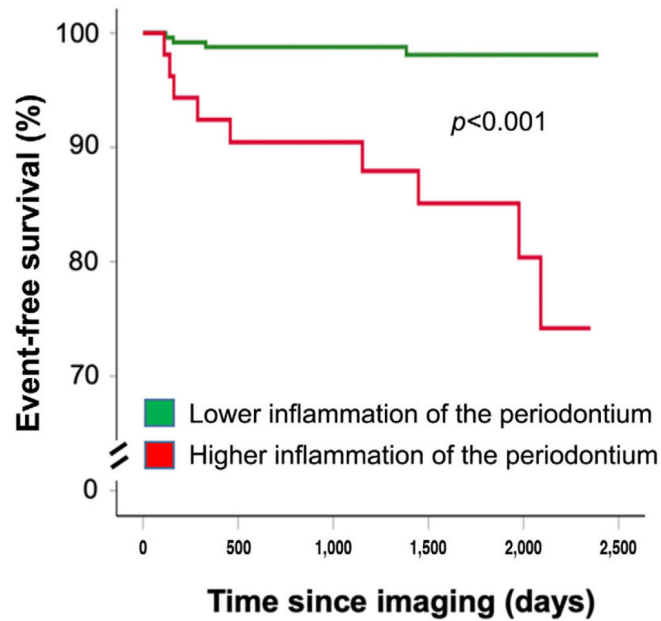 Event-free survival (%)
100
90
80
70
0
p<0.001
Lower inflammation of the periodontium
Higher inflammation of the periodontium
0 500 1,000 1,500 2,000 2,500
Time since imaging (days)